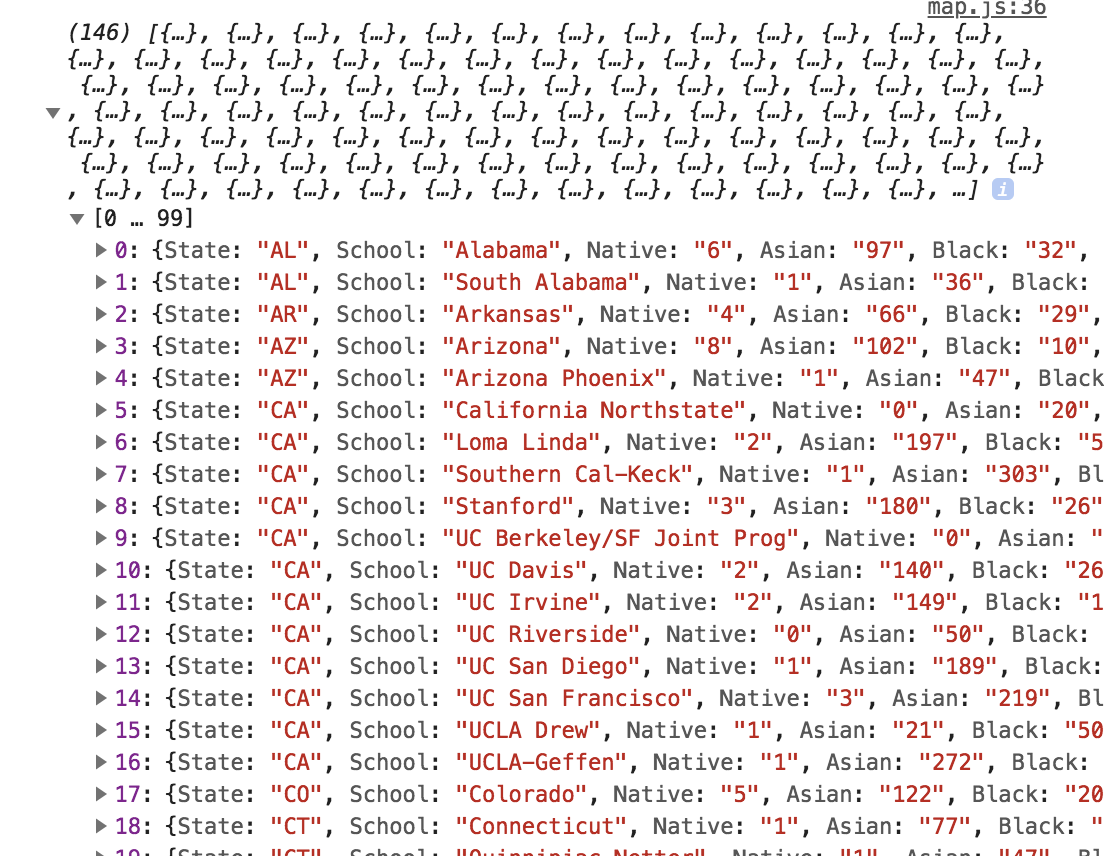 map.js:36
(146) [{…}, {…}, {…}, {…}, {…}, {…}, {…}, {…}, {…}, {…}, {…}, {…}, {…},
{…}, {…}, {…}, {…}, {…}, {…}, {…}, {…}, {…}, {…}, {…}, {…}, {…}, {…}, {…},
{…}, {…}, {…}, {…}, {…}, {…}, {…}, {…}, {…}, {…}, {…}, {…}, {…}, {…}, {…}
, {…}, {…}, {…}, {…}, {…}, {…}, {…}, {…}, {…}, {…}, {…}, {…}, {…}, {…},
{…}, {…}, {…}, {…}, {…}, {…}, {…}, {…}, {…}, {…}, {…}, {…}, {…}, {…}, {…},
{…}, {…}, {…}, {…}, {…}, {…}, {…}, {…}, {…}, {…}, {…}, {…}, {…}, {…}, {…}
, {…}, {…}, {…}, {…}, {…}, {…}, {…}, {…}, {…}, {…}, {…}, {…}, {…}, …] i
[0 … 99]
0: {State: "AL", School: "Alabama", Native: "6", Asian: "97", Black: "32",
1: {State: "AL", School: "South Alabama", Native: "1", Asian: "36", Black:
2: {State: "AR", School: "Arkansas", Native: "4", Asian: "66", Black: "29",
3: {State: "AZ", School: "Arizona", Native: "8", Asian: "102", Black: "10",
4: {State: "AZ", School: "Arizona Phoenix", Native: "1", Asian: "47", Black
5: {State: "CA", School: "California Northstate", Native: "0", Asian: "20",
6: {State: "CA", School: "Loma Linda", Native: "2", Asian: "197", Black: "5
7: {State: "CA", School: "Southern Cal-Keck", Native: "1", Asian: "303", Bl
8: {State: "CA", School: "Stanford", Native: "3", Asian: "180", Black: "26"
9: {State: "CA", School: "UC Berkeley/SF Joint Prog", Native: "0", Asian: "
10: {State: "CA", School: "UC Davis", Native: "2", Asian: "140", Black: "26
11: {State: "CA", School: "UC Irvine", Native: "2", Asian: "149", Black: "1
12: {State: "CA", School: "UC Riverside", Native: "0", Asian: "50", Black:
13: {State: "CA", School: "UC San Diego", Native: "1", Asian: "189", Black:
14: {State: "CA", School: "UC San Francisco", Native: "3", Asian: "219", Bl
15: {State: "CA", School: "UCLA Drew", Native: "1", Asian: "21", Black: "50
16: {State: "CA", School: "UCLA-Geffen", Native: "1", Asian: "272", Black:
17: {State: "CO", School: "Colorado", Native: "5", Asian: "122", Black: "20
18: {State: "CT", School: "Connecticut", Native: "1", Asian: "77", Black: "
19: {State: "CT", School: "Quinnipiac-Netter", Native: "1", Asian: "47", Bl